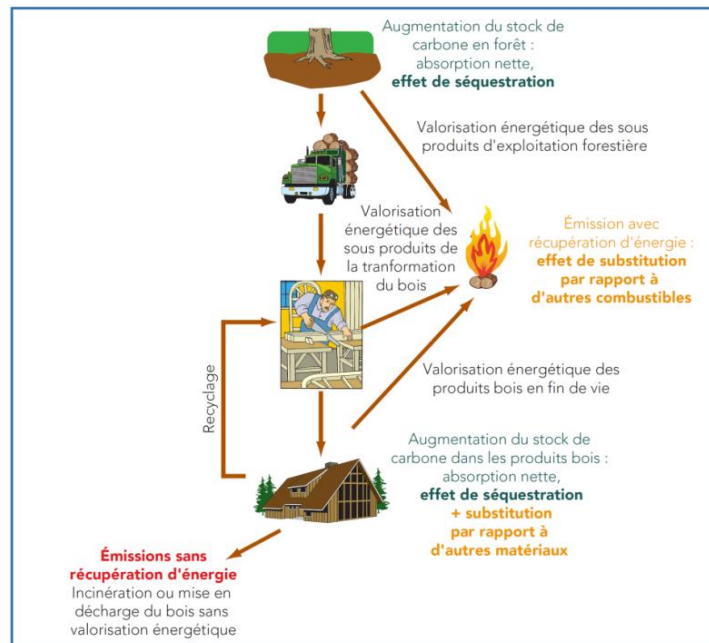 Augmentation du stock de
carbone en forêt :
absorption nette,
effet de séquestration
Valorisation énergétique des sous
produits d'exploitation forestière
Valorisation
énergétique des
sous produits de
la tranformation
du bois
Émission avec
récupération d'énergie :
effet de substitution
par rapport à
d'autres combustibles
Recyclage
Valorisation énergétique des
produits bois en fin de vie
Augmentation du stock de
carbone dans les produits bois :
absorption nette,
effet de séquestration
+ substitution
par rapport à
d'autres matériaux
Émissions sans
récupération d'énergie
Incinération ou mise en
décharge du bois sans
valorisation énergétique